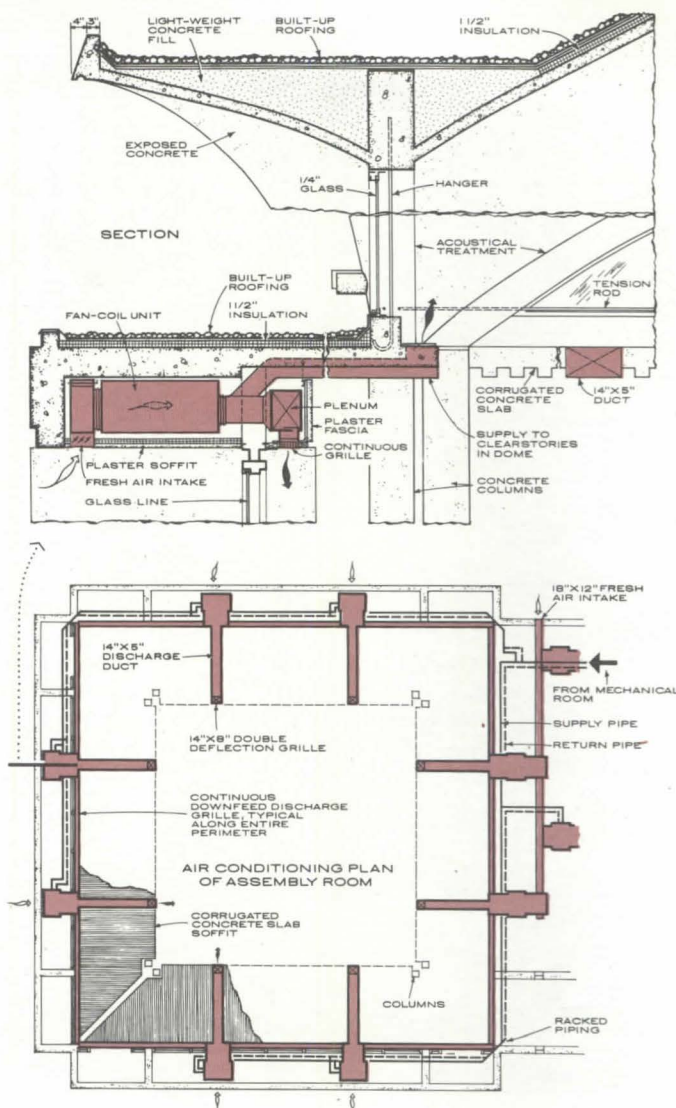 4" 3"
LIGHT-WEIGHT
CONCRETE
FILL
BUILT-UP
ROOFING
1 1/2"
INSULATION
EXPOSED
CONCRETE
1/4"
GLASS
HANGER
SECTION
ACOUSTICAL
TREATMENT
TENSION
ROD
BUILT-UP
ROOFING
1 1/2"
INSULATION
FAN-COIL UNIT
PLENUM
PLASTER
FASCIA
CONTINUOUS
GRILLE
CORRUGATED
CONCRETE
SLAB
14"X5"
DUCT
SUPPLY TO
CLEARSTORIES
IN DOME
PLASTER SOFFIT
FRESH AIR INTAKE
GLASS LINE
CONCRETE
COLUMNS
18"X12" FRESH
AIR INTAKE
14"X5"
DISCHARGE
DUCT
FROM MECHANICAL
ROOM
14"X8" DOUBLE
DEFLECTION GRILLE
SUPPLY PIPE
RETURN PIPE
CONTINUOUS
DOWNFEED DISCHARGE
GRILLE, TYPICAL
ALONG ENTIRE
PERIMETER
AIR CONDITIONING PLAN
OF ASSEMBLY ROOM
CORRUGATED
CONCRETE SLAB
SOFFIT
COLUMNS
RACKED
PIPING